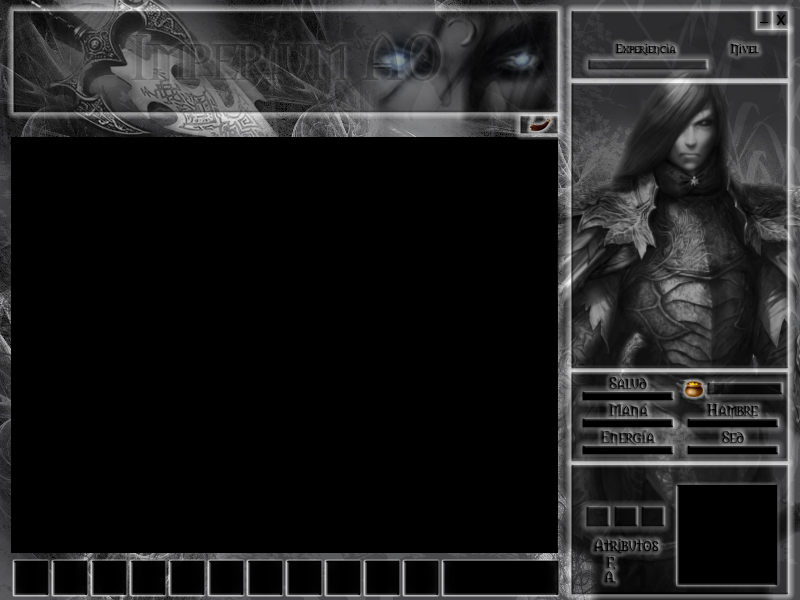 Imperium AO
Experiencia Nivel
– X
Salud
Maná Hambre
Energía Sed
Atributos
F
A